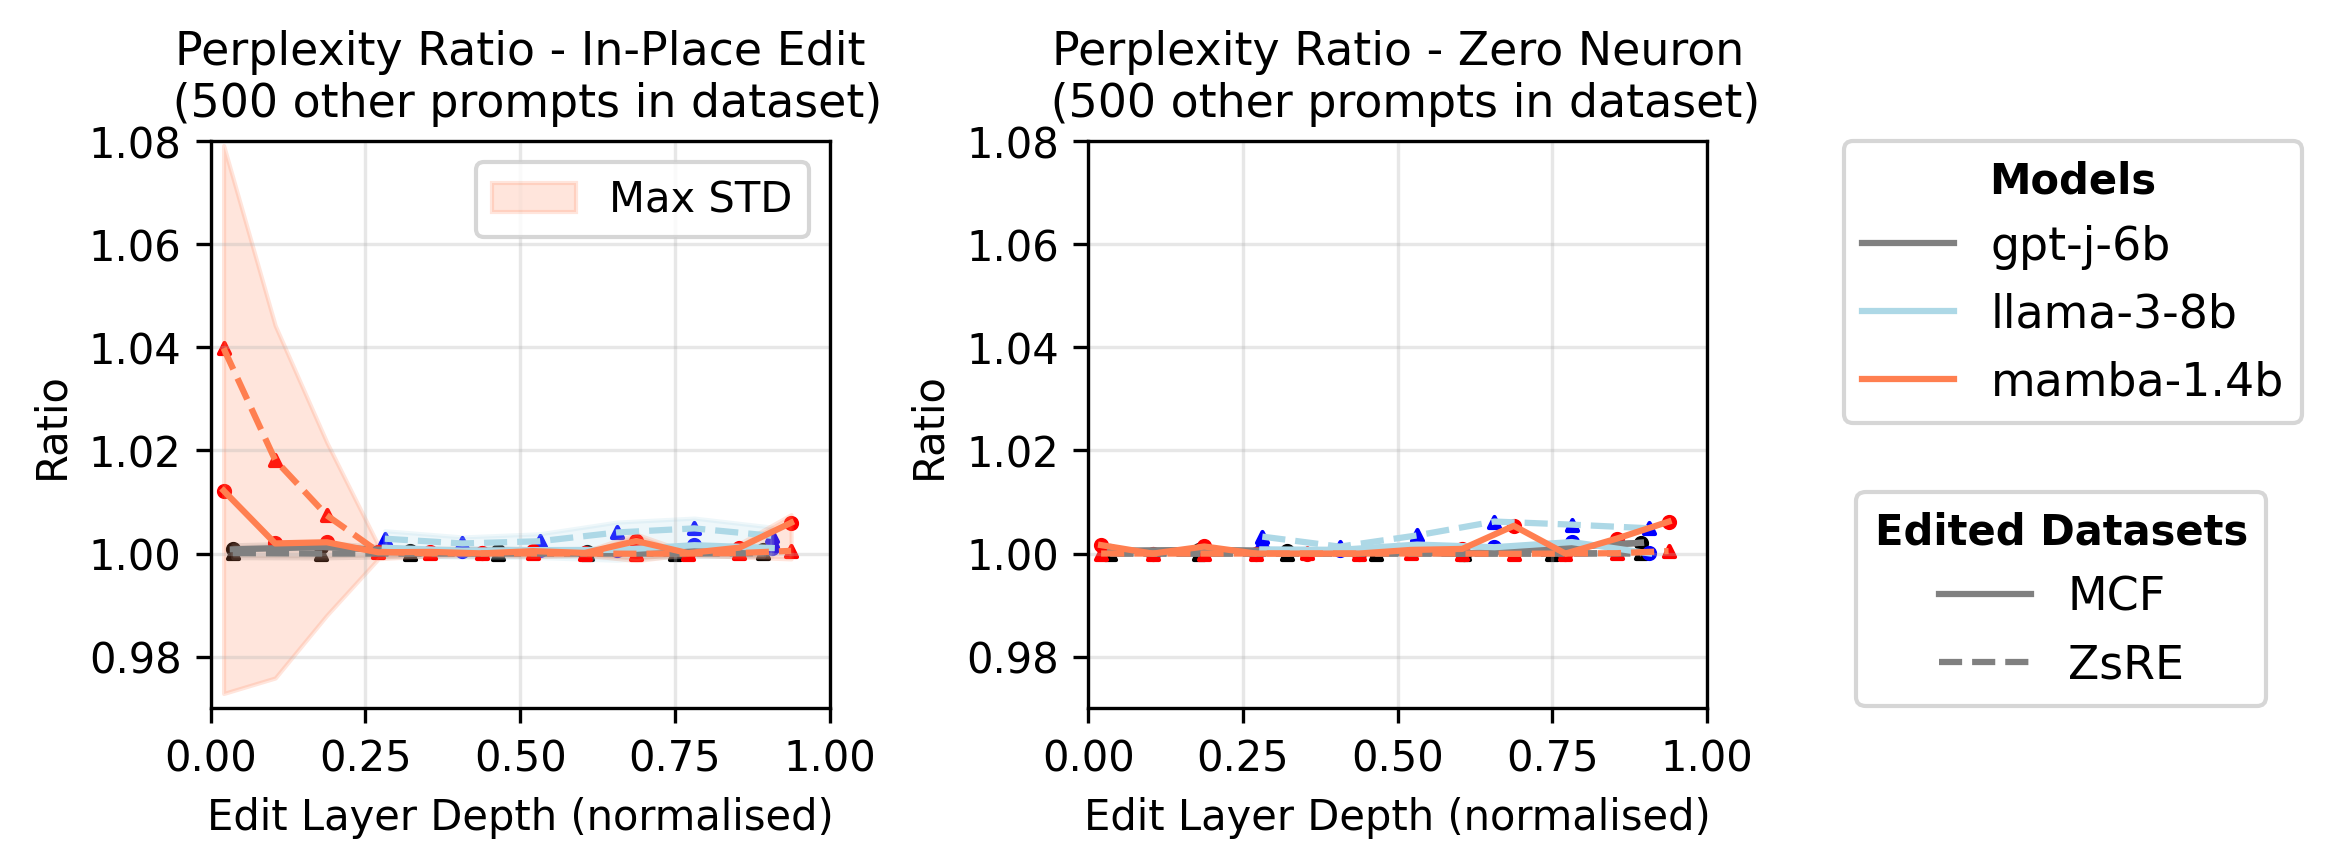 Perplexity Ratio - In-Place Edit
(500 other prompts in dataset)
1.08
1.06
1.04
1.02
1.00
0.98
Ratio
Max STD
0.00 0.25 0.50 0.75 1.00
Edit Layer Depth (normalised)
Perplexity Ratio - Zero Neuron
(500 other prompts in dataset)
1.08
1.06
1.04
1.02
1.00
0.98
Ratio
0.00 0.25 0.50 0.75 1.00
Edit Layer Depth (normalised)
Models
gpt-j-6b
llama-3-8b
mamba-1.4b
Edited Datasets
MCF
ZsRE